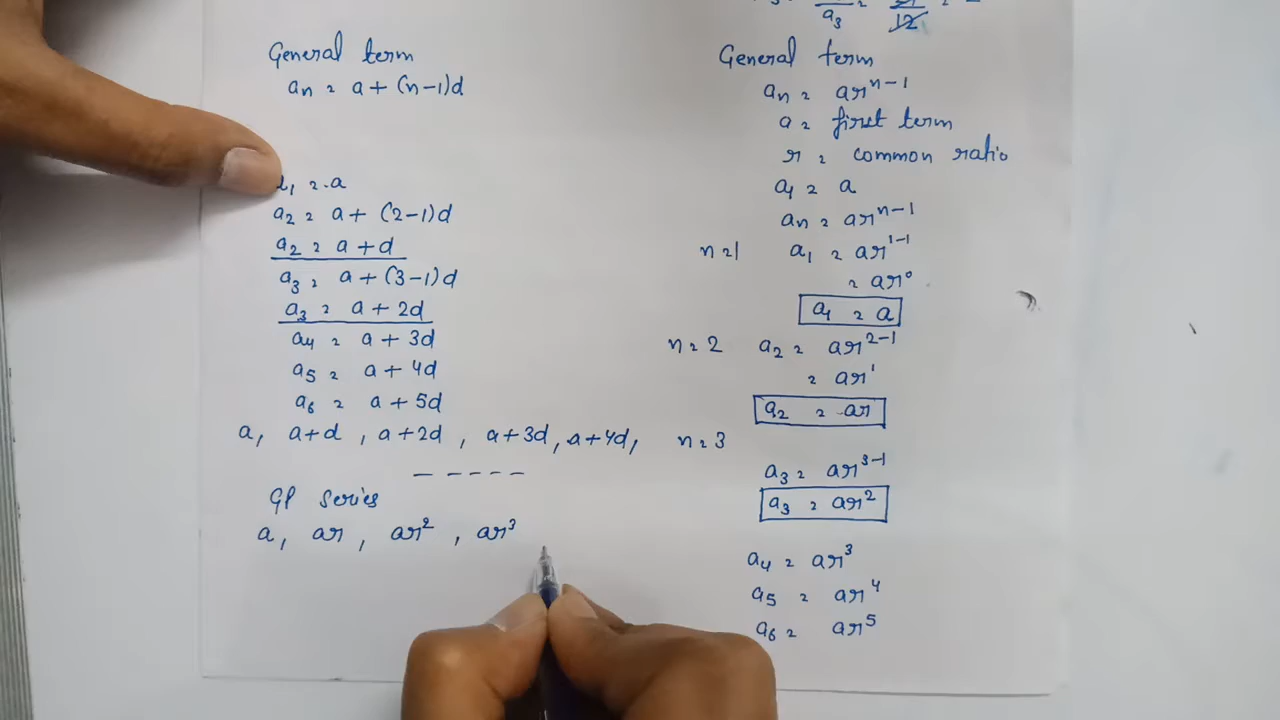 General term
an = a + (n-1)d
a₁ = a
a₂ = a + (2-1)d
a₂ = a + d
a₃ = a + (3-1)d
a₃ = a + 2d
a₄ = a + 3d
a₅ = a + 4d
a₆ = a + 5d
a, a+d, a+2d, a+3d, a+4d,
- - - - -
GP series
a, ar, ar², ar³
a₃
12
General term
an = arⁿ⁻¹
a = first term
r = common ratio
a₁ = a
an = arⁿ⁻¹
n=1 a₁ = ar¹⁻¹
= ar⁰
a₁ = a
n=2 a₂ = ar²⁻¹
= ar¹
a₂ = ar
n=3
a₃ = ar³⁻¹
a₃ = ar²
a₄ = ar³
a₅ = ar⁴
a₆ = ar⁵